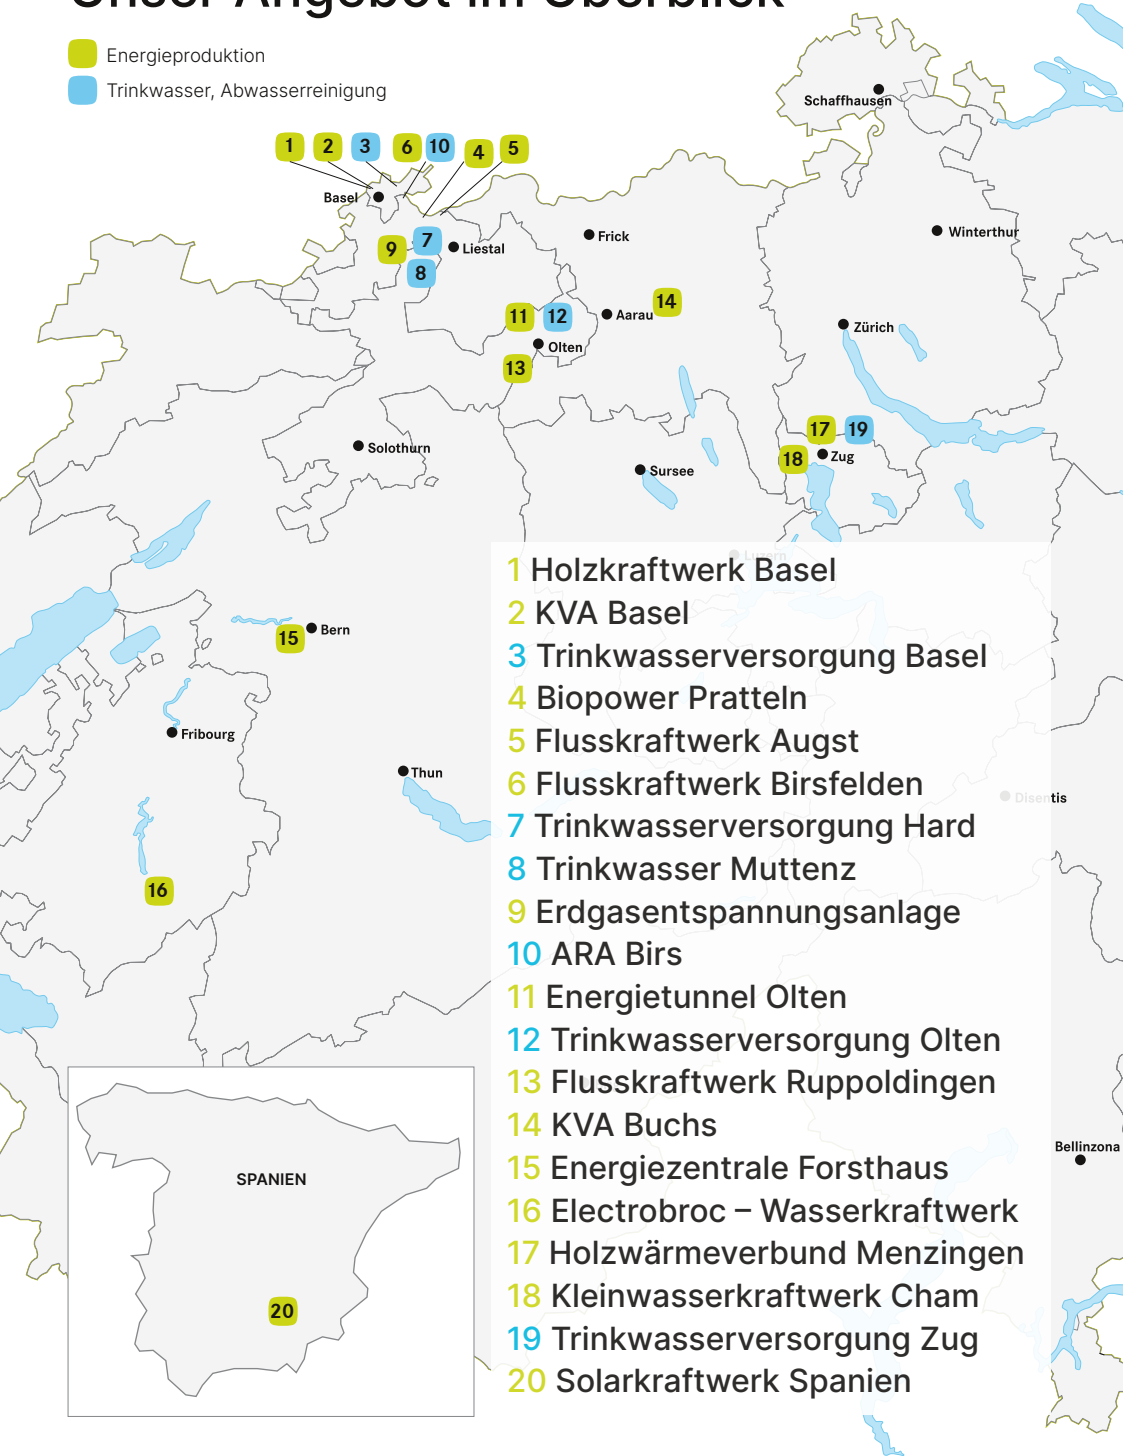 Unser Angebot im Überblick
Energieproduktion
Trinkwasser, Abwasserreinigung
Schaffhausen
1 2 3 6 10 4 5
Basel
9 7 Liestal
8
Frick
Winterthur
11 12 Aarau 14
Olten
13
Zürich
17 19
18 Zug
Solothurn
Sursee
Luzern
15 Bern
Fribourg
Thun
Disentis
16
Bellinzona
SPANIEN
20
1 Holzkraftwerk Basel
2 KVA Basel
3 Trinkwasserversorgung Basel
4 Biopower Pratteln
5 Flusskraftwerk Augst
6 Flusskraftwerk Birsfelden
7 Trinkwasserversorgung Hard
8 Trinkwasser Muttenz
9 Erdgasentspannungsanlage
10 ARA Birs
11 Energietunnel Olten
12 Trinkwasserversorgung Olten
13 Flusskraftwerk Ruppoldingen
14 KVA Buchs
15 Energiezentrale Forsthaus
16 Electrobroc – Wasserkraftwerk
17 Holzwärmeverbund Menzingen
18 Kleinwasserkraftwerk Cham
19 Trinkwasserversorgung Zug
20 Solarkraftwerk Spanien